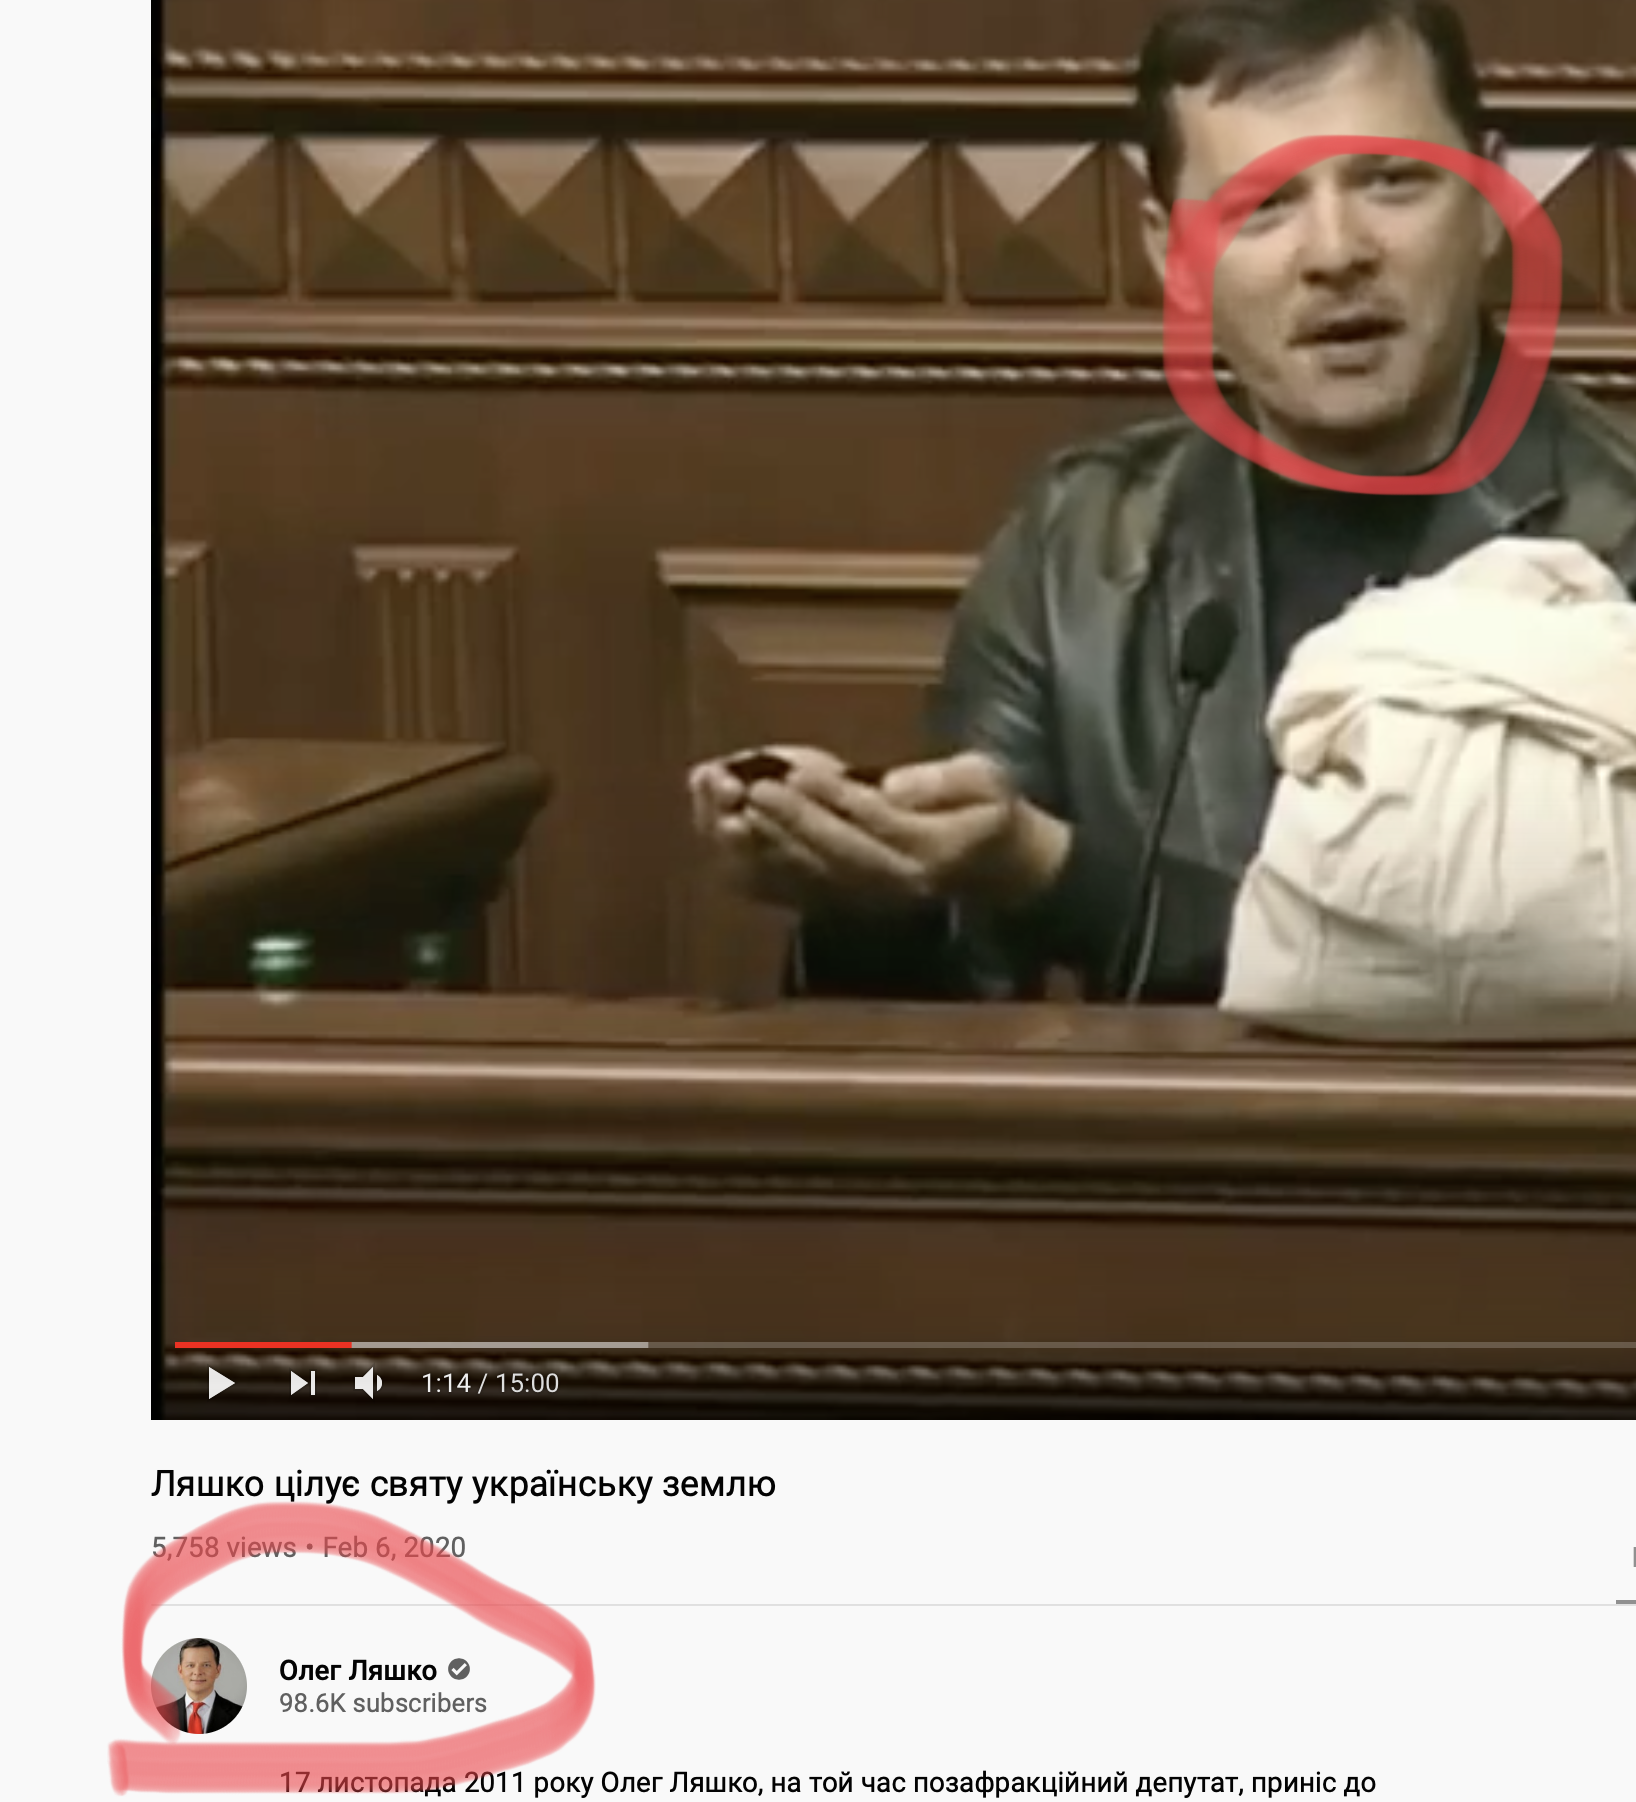 1:14 / 15:00
Ляшко цілує святу українську землю
5,758 views • Feb 6, 2020
Олег Ляшко
98.6K subscribers
17 листопада 2011 року Олег Ляшко, на той час позафракційний депутат, приніс до